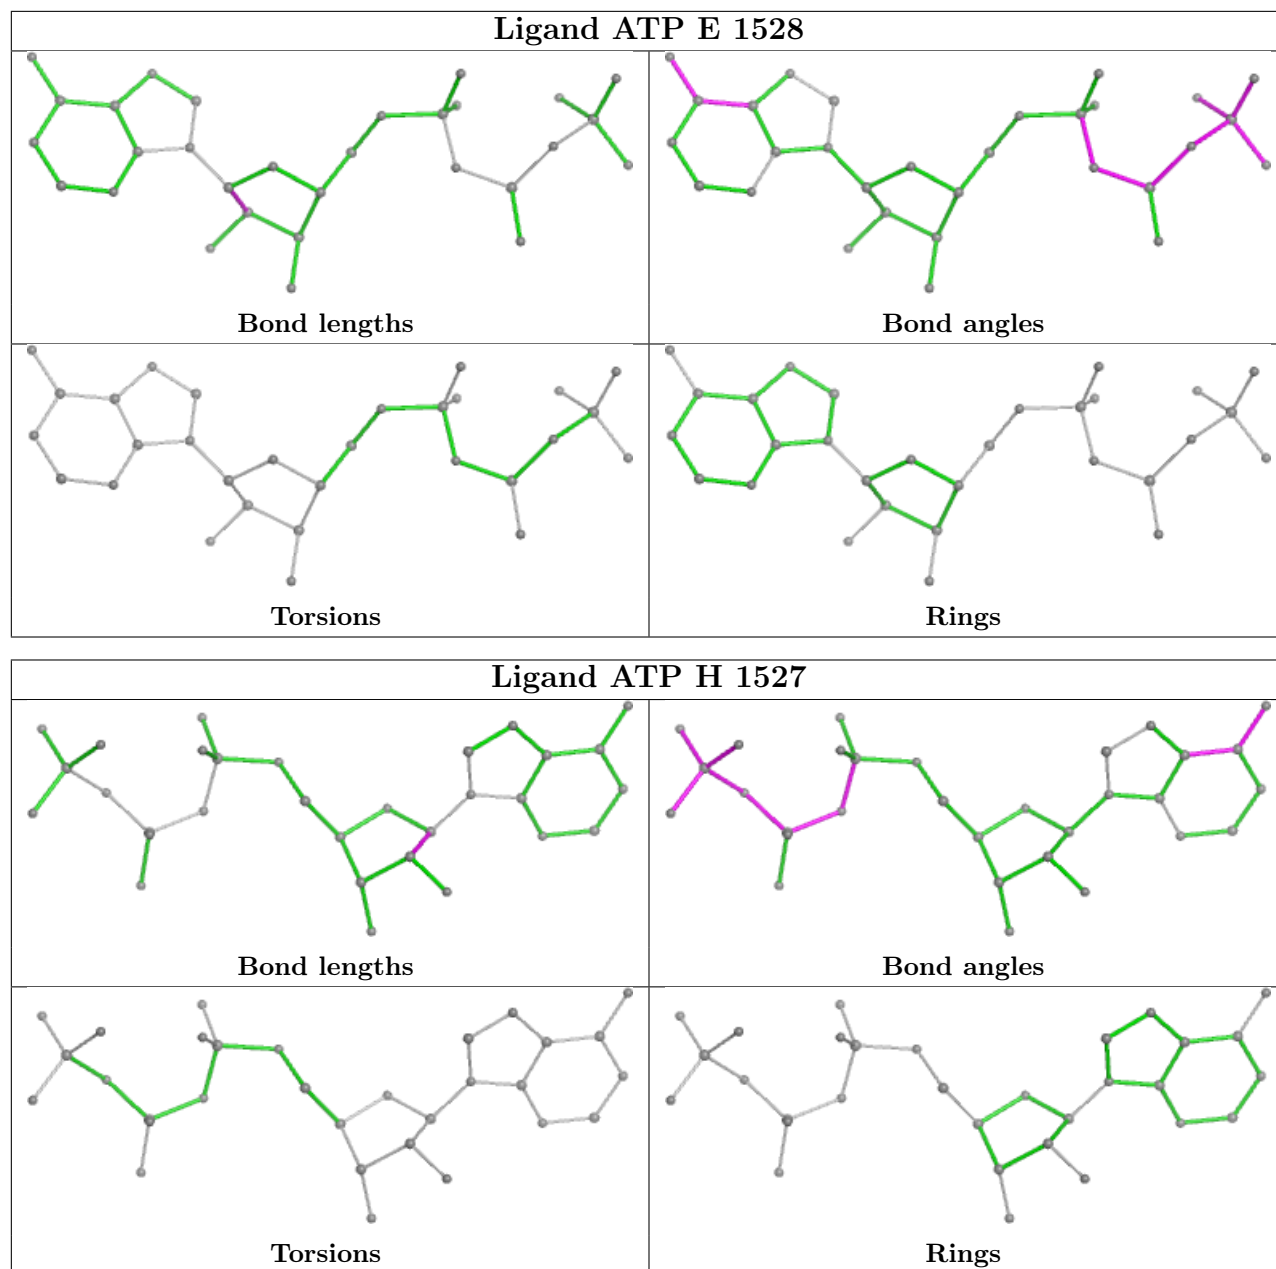 Ligand ATP E 1528
Bond lengths
Bond angles
Torsions
Rings
Ligand ATP H 1527
Bond lengths
Bond angles
Torsions
Rings